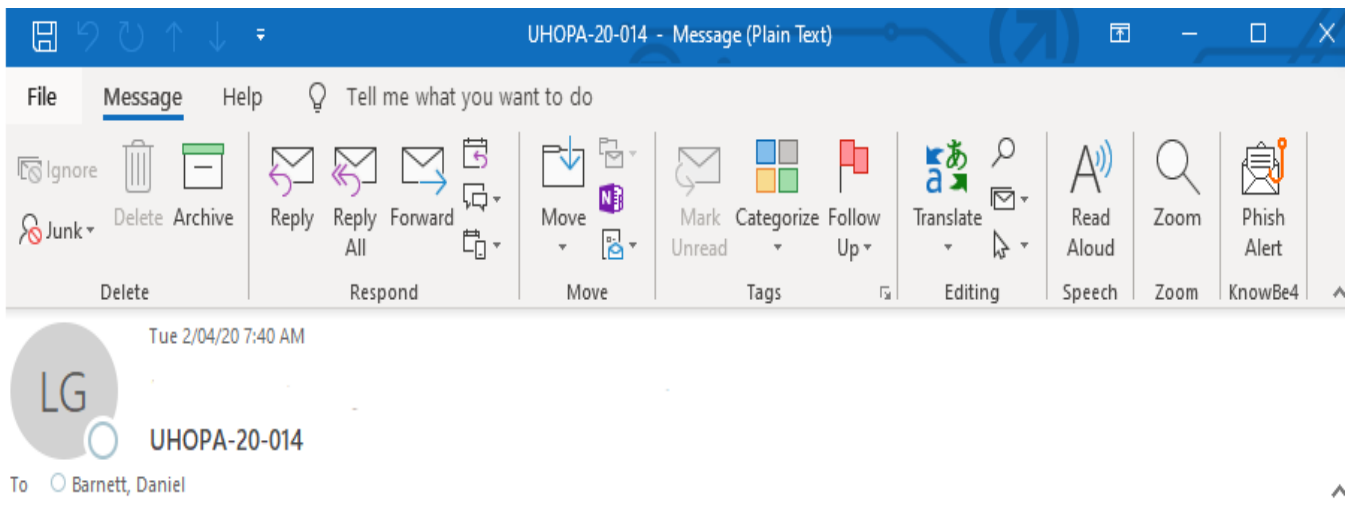 UHOPA-20-014 - Message (Plain Text)
File Message Help Tell me what you want to do
Ignore
Junk
Delete
Archive
Reply
Reply All
Forward
Move
Mark Unread
Categorize
Follow Up
Translate
Read Aloud
Zoom
Phish Alert
Delete Respond Move Tags Editing Speech Zoom KnowBe4
Tue 2/04/20 7:40 AM
LG
UHOPA-20-014
To Barnett, Daniel